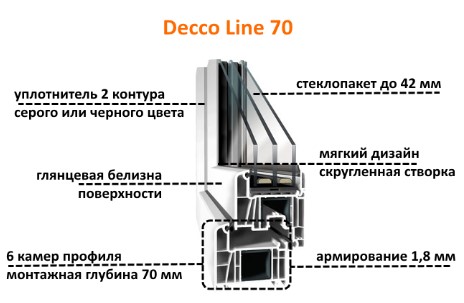 Decco Line 70
уплотнитель 2 контура
серого или черного цвета
стеклопакет до 42 мм
мягкий дизайн
скругленная створка
глянцевая белизна
поверхности
6 камер профиля
монтажная глубина 70 мм
армирование 1,8 мм